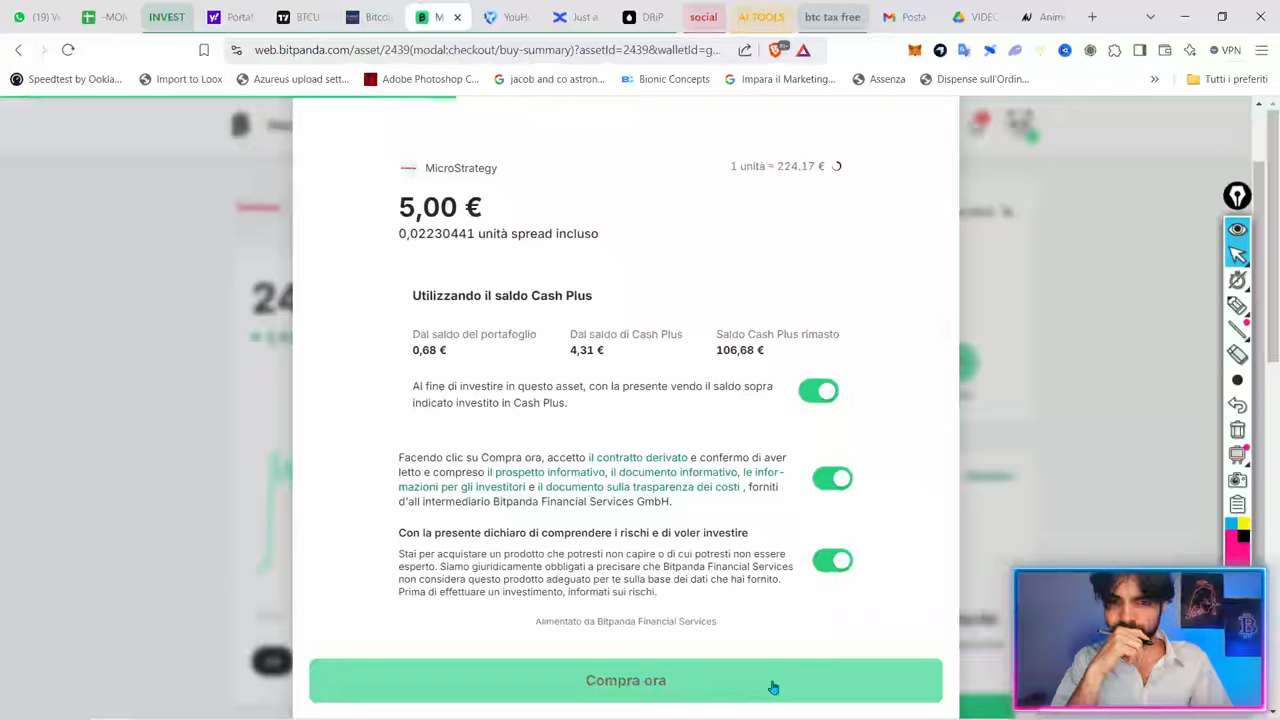 INVEST
Portaf
BTCU
Bitcoi
M
YouH
Just a
DRiP
social
AI TOOLS
btc tax free
Posta
VIDEC
Anim
web.bitpanda.com/asset/2439(modal:checkout/buy-summary)?assetId=2439&walletId=g...
99+
VPN
Speedtest by Ookla...
Import to Loox
Azureus upload sett...
Adobe Photoshop C...
jacob and co astron...
Bionic Concepts
Impara il Marketing...
Assenza
Dispense sull'Ordin...
Tutti i preferiti
MicroStrategy
1 unità ≈ 224,17 €
5,00 €
0,02230441 unità spread incluso
Utilizzando il saldo Cash Plus
Dal saldo del portafoglio Dal saldo di Cash Plus Saldo Cash Plus rimasto
0,68 € 4,31 € 106,68 €
Al fine di investire in questo asset, con la presente vendo il saldo sopra
indicato investito in Cash Plus.
Facendo clic su Compra ora, accetto il contratto derivato e confermo di aver
letto e compreso il prospetto informativo, il documento informativo, le infor-
mazioni per gli investitori e il documento sulla trasparenza dei costi , forniti
d'all intermediario Bitpanda Financial Services GmbH.
Con la presente dichiaro di comprendere i rischi e di voler investire
Stai per acquistare un prodotto che potresti non capire o di cui potresti non essere
esperto. Siamo giuridicamente obbligati a precisare che Bitpanda Financial Services
non considera questo prodotto adeguato per te sulla base dei dati che hai fornito.
Prima di effettuare un investimento, informati sui rischi.
Alimentato da Bitpanda Financial Services
Compra ora